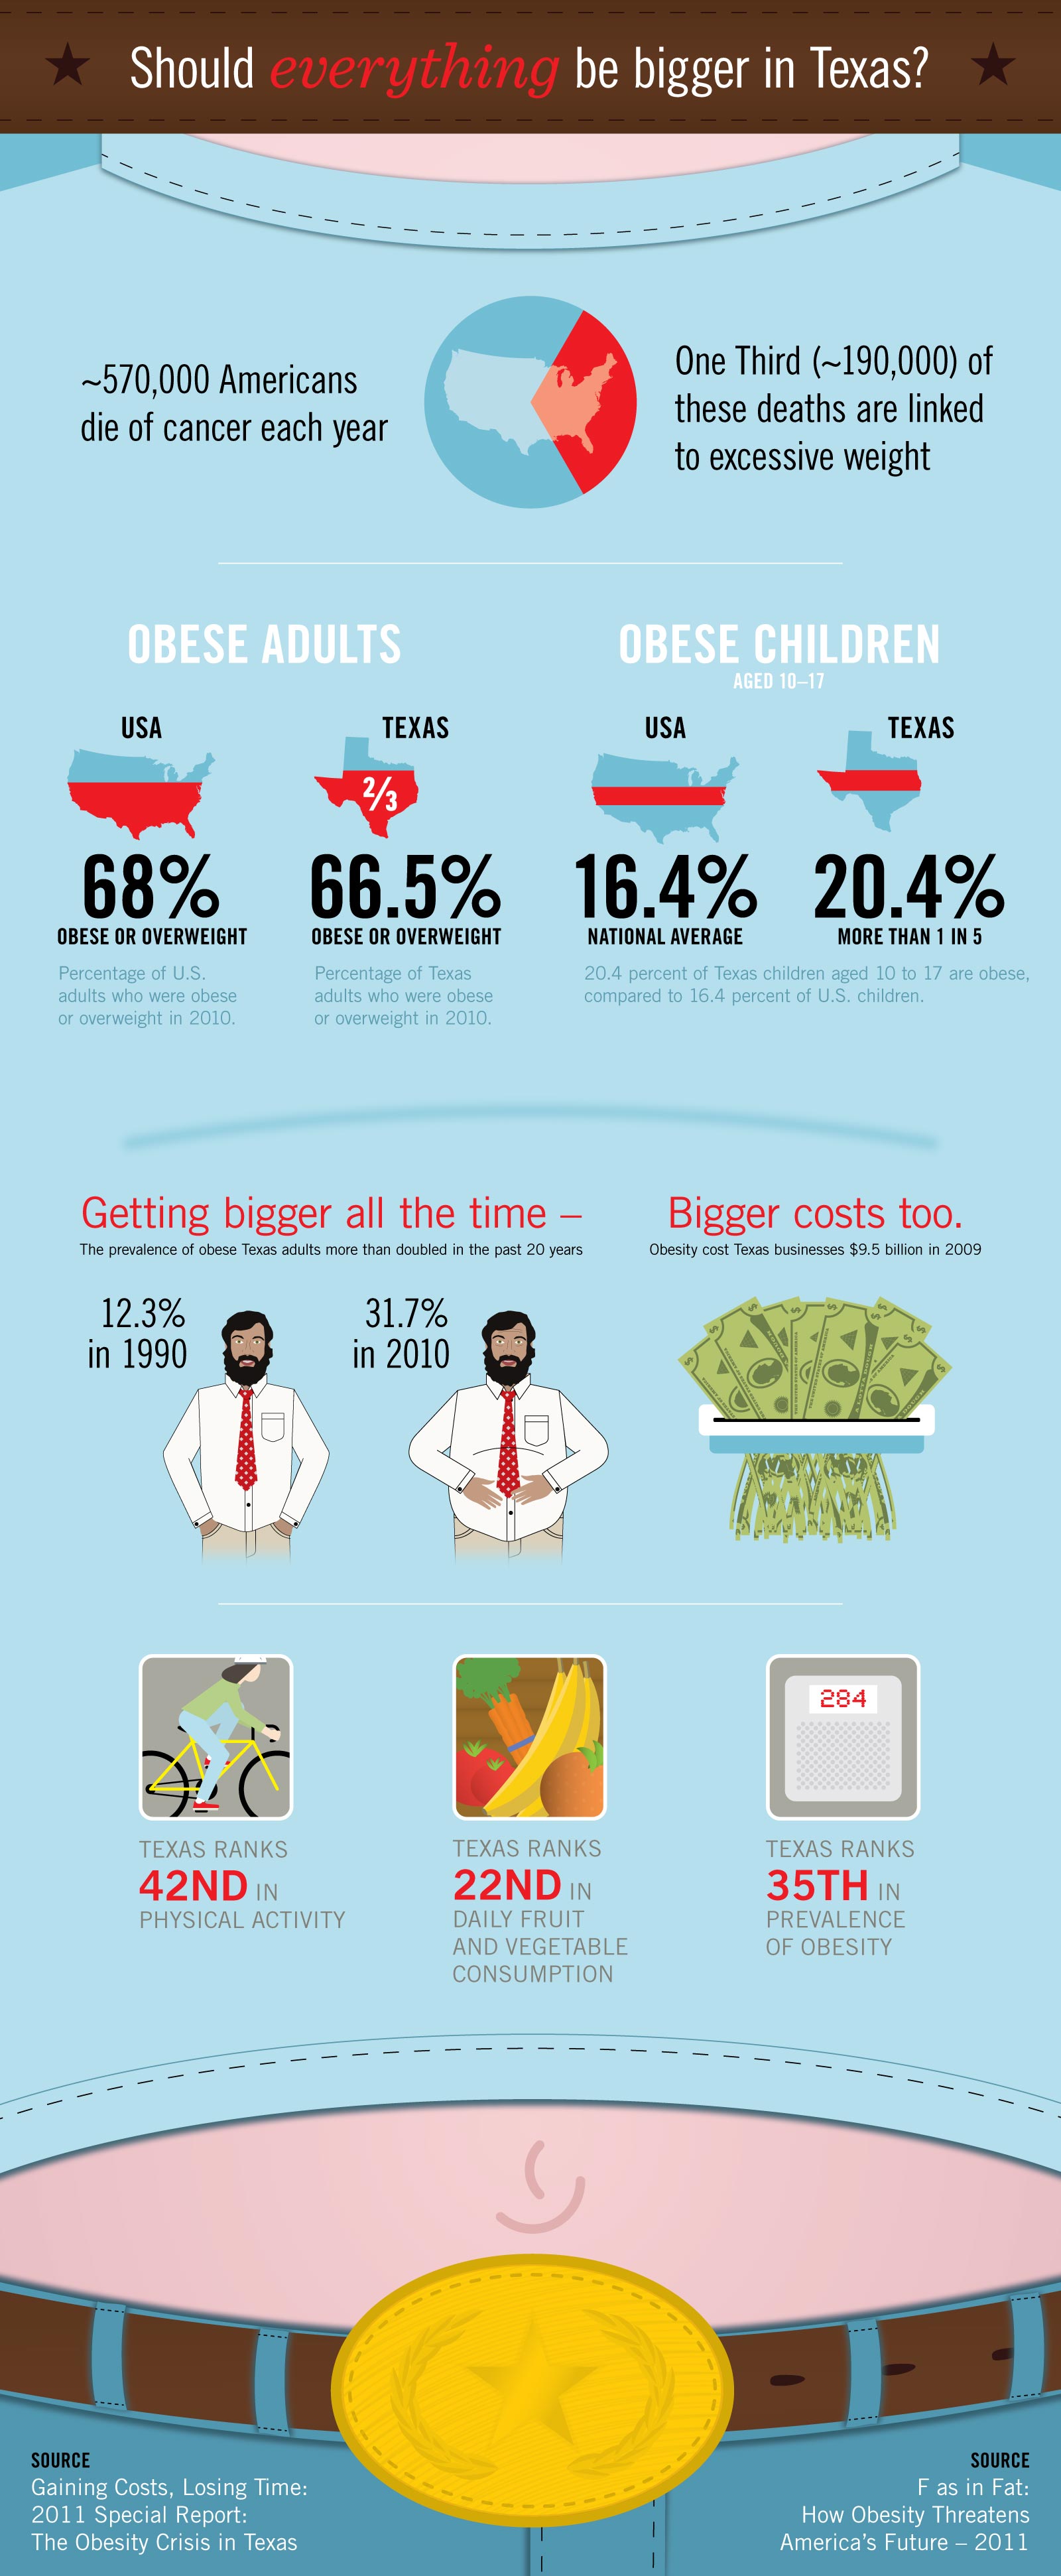 Should everything be bigger in Texas?
~570,000 Americans
die of cancer each year
One Third (~190,000) of
these deaths are linked
to excessive weight
OBESE ADULTS
USA
68%
OBESE OR OVERWEIGHT
Percentage of U.S.
adults who were obese
or overweight in 2010.
TEXAS
2/3
66.5%
OBESE OR OVERWEIGHT
Percentage of Texas
adults who were obese
or overweight in 2010.
OBESE CHILDREN
AGED 10–17
USA
16.4%
NATIONAL AVERAGE
TEXAS
20.4%
MORE THAN 1 IN 5
20.4 percent of Texas children aged 10 to 17 are obese,
compared to 16.4 percent of U.S. children.
Getting bigger all the time –
The prevalence of obese Texas adults more than doubled in the past 20 years
12.3%
in 1990
31.7%
in 2010
Bigger costs too.
Obesity cost Texas businesses $9.5 billion in 2009
TEXAS RANKS
42ND IN
PHYSICAL ACTIVITY
TEXAS RANKS
22ND IN
DAILY FRUIT
AND VEGETABLE
CONSUMPTION
284
TEXAS RANKS
35TH IN
PREVALENCE
OF OBESITY
SOURCE
Gaining Costs, Losing Time:
2011 Special Report:
The Obesity Crisis in Texas
SOURCE
F as in Fat:
How Obesity Threatens
America's Future – 2011